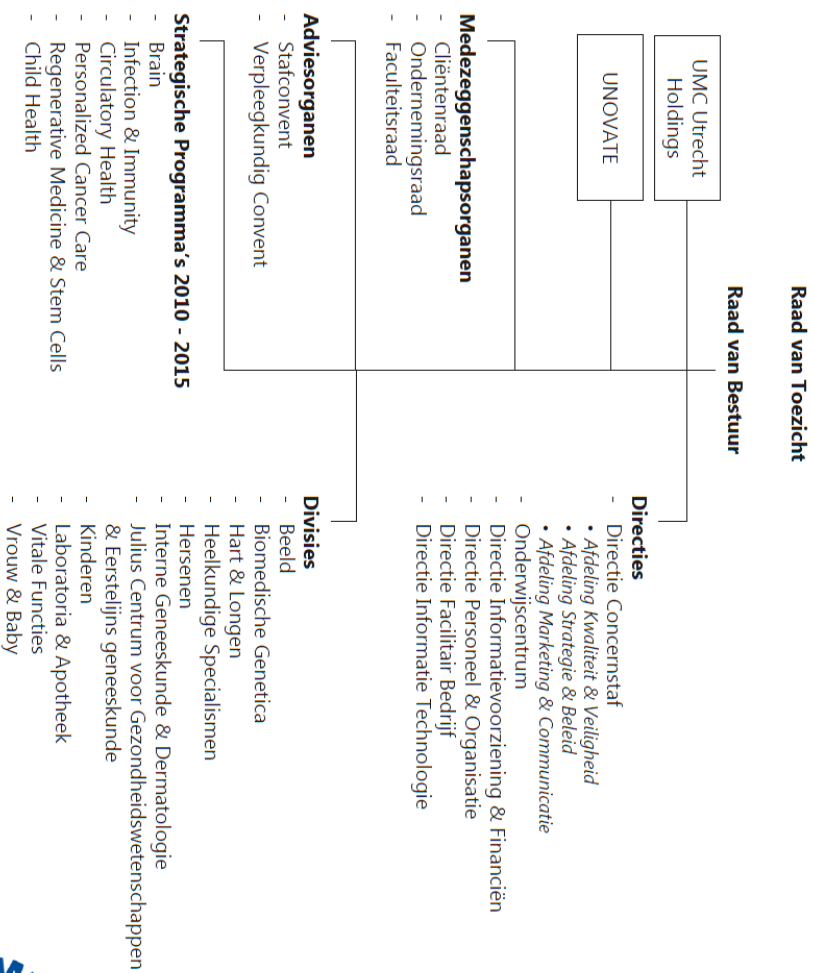 Raad van Toezicht
Raad van Bestuur
UMC Utrecht
Holdings
UNOVATE
Medezeggenschapsorganen
- Cliëntenraad
- Ondernemingsraad
- Faculteitsraad
Adviesorganen
- Stafconvent
- Verpleegkundig Convent
Strategische Programma's 2010 - 2015
- Brain
- Infection & Immunity
- Circulatory Health
- Personalized Cancer Care
- Regenerative Medicine & Stem Cells
- Child Health
Directies
- Directie Concernstaf
• Afdeling Kwaliteit & Veiligheid
• Afdeling Strategie & Beleid
• Afdeling Marketing & Communicatie
- Onderwijscentrum
- Directie Informatievoorziening & Financiën
- Directie Personeel & Organisatie
- Directie Facilitair Bedrijf
- Directie Informatie Technologie
Divisies
- Beeld
- Biomedische Genetica
- Hart & Longen
- Heelkundige Specialismen
- Hersenen
- Interne Geneeskunde & Dermatologie
- Julius Centrum voor Gezondheidswetenschappen
& Eerstelijns geneeskunde
- Kinderen
- Laboratoria & Apotheek
- Vitale Functies
- Vrouw & Baby